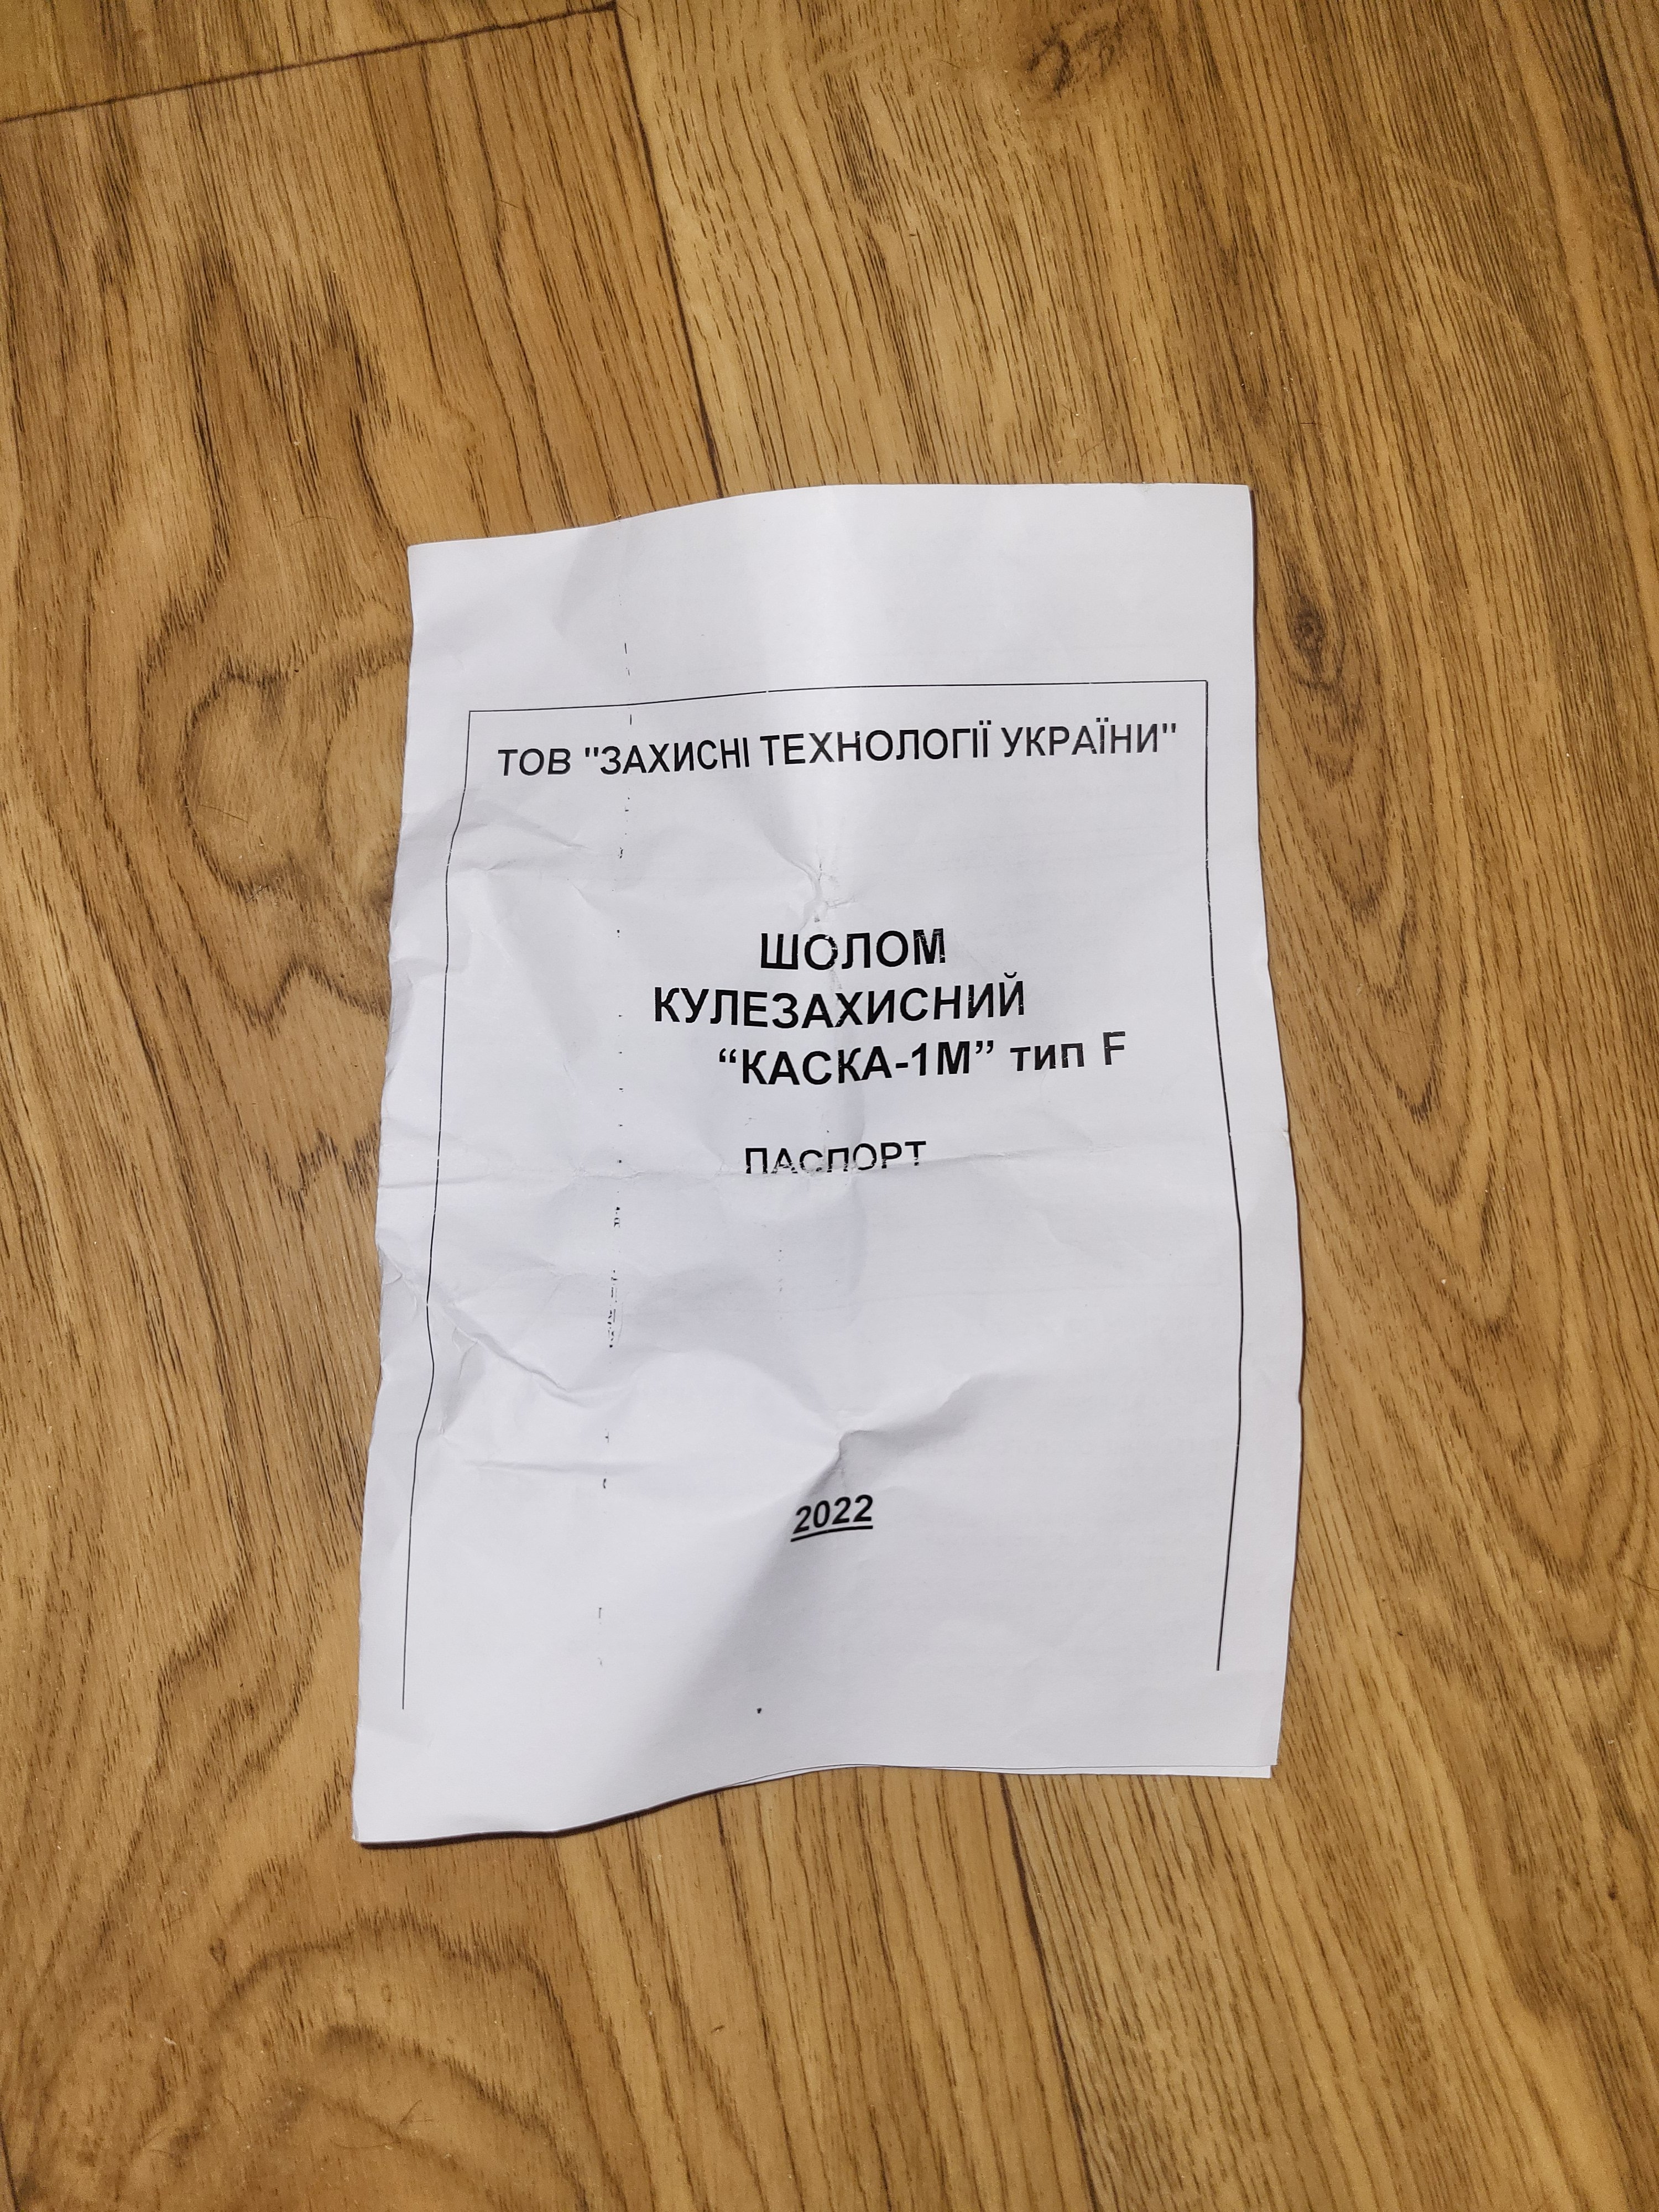 ТОВ "ЗАХИСНІ ТЕХНОЛОГІЇ УКРАЇНИ"
ШОЛОМ
КУЛЕЗАХИСНИЙ
“КАСКА-1М” тип F
ПАСПОРТ
2022